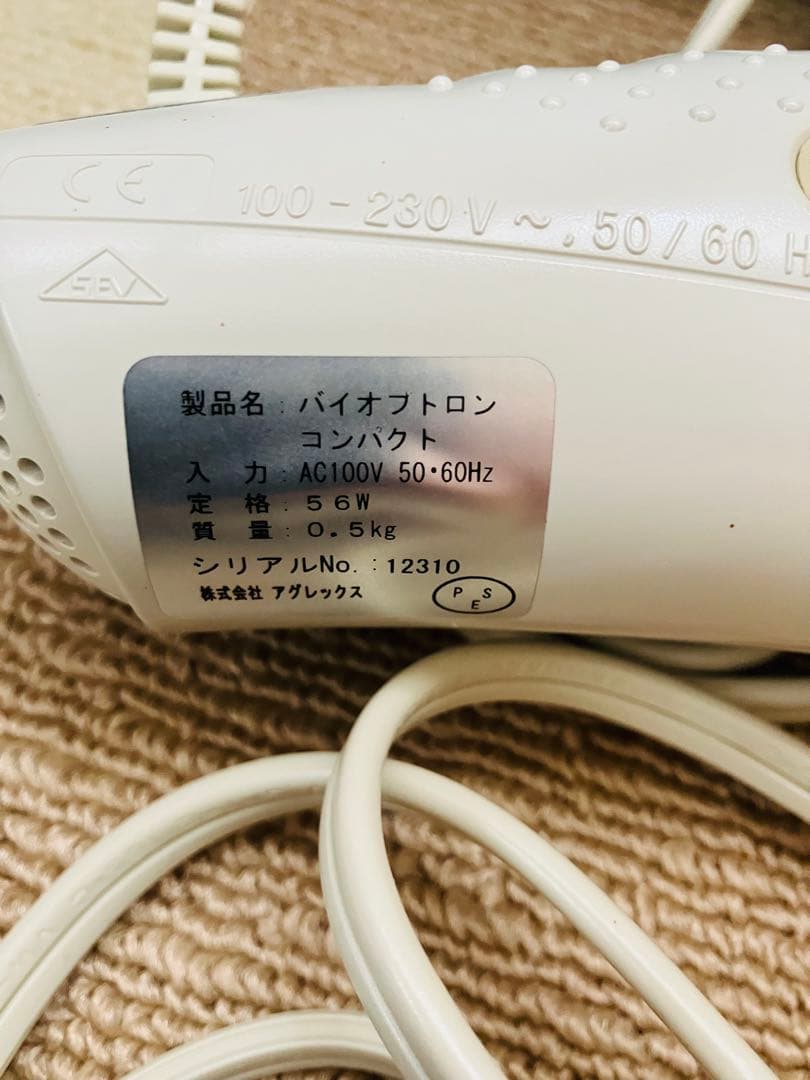 CE
100 - 230 V ~ . 50 / 60 H
SEV
製品名:バイオプトロン
コンパクト
入 力:AC100V 50・60Hz
定 格:56W
質 量:0.5kg
シリアルNo.:12310
株式会社 アグレックス
PSE